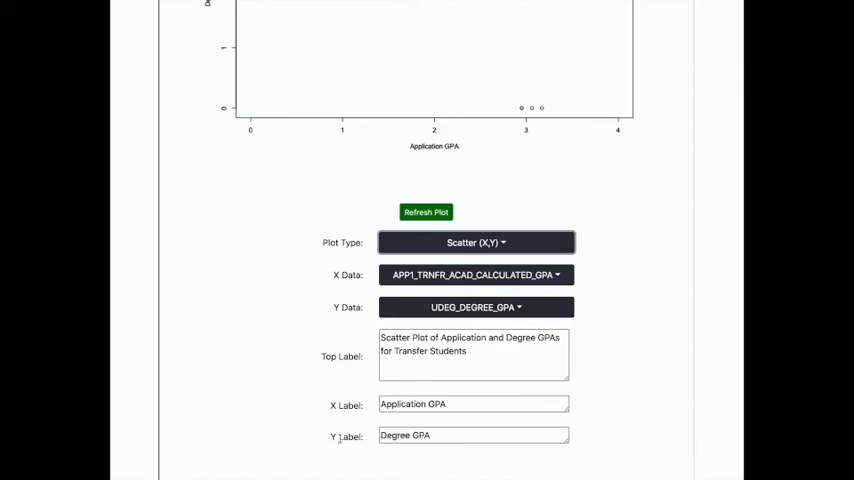 1
0
0 1 2 3 4
Application GPA
Refresh Plot
Plot Type: Scatter (X,Y)
X Data: APP1_TRNFR_ACAD_CALCULATED_GPA
Y Data: UDEG_DEGREE_GPA
Top Label: Scatter Plot of Application and Degree GPAs
for Transfer Students
X Label: Application GPA
Y Label: Degree GPA